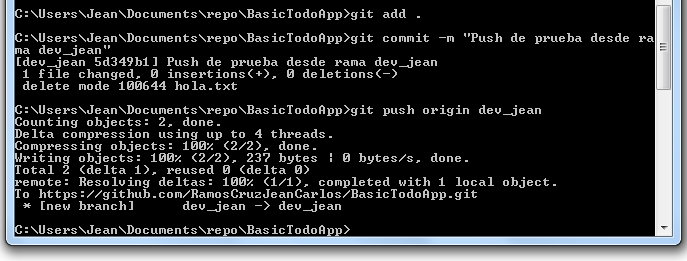 C:\Users\Jean\Documents\repo\BasicTodoApp>git add .
C:\Users\Jean\Documents\repo\BasicTodoApp>git commit -m "Push de prueba desde ra
ma dev_jean"
[dev_jean 5d349b1] Push de prueba desde rama dev_jean
 1 file changed, 0 insertions(+), 0 deletions(-)
 delete mode 100644 hola.txt
C:\Users\Jean\Documents\repo\BasicTodoApp>git push origin dev_jean
Counting objects: 2, done.
Delta compression using up to 4 threads.
Compressing objects: 100% (2/2), done.
Writing objects: 100% (2/2), 237 bytes ¦ 0 bytes/s, done.
Total 2 (delta 1), reused 0 (delta 0)
remote: Resolving deltas: 100% (1/1), completed with 1 local object.
To https://github.com/RamosCruzJeanCarlos/BasicTodoApp.git
 * [new branch]      dev_jean -> dev_jean
C:\Users\Jean\Documents\repo\BasicTodoApp>